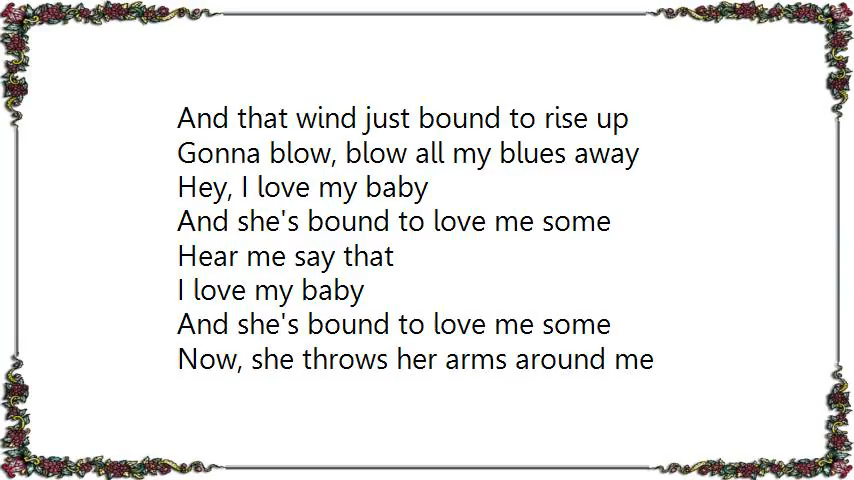 And that wind just bound to rise up
Gonna blow, blow all my blues away
Hey, I love my baby
And she's bound to love me some
Hear me say that
I love my baby
And she's bound to love me some
Now, she throws her arms around me